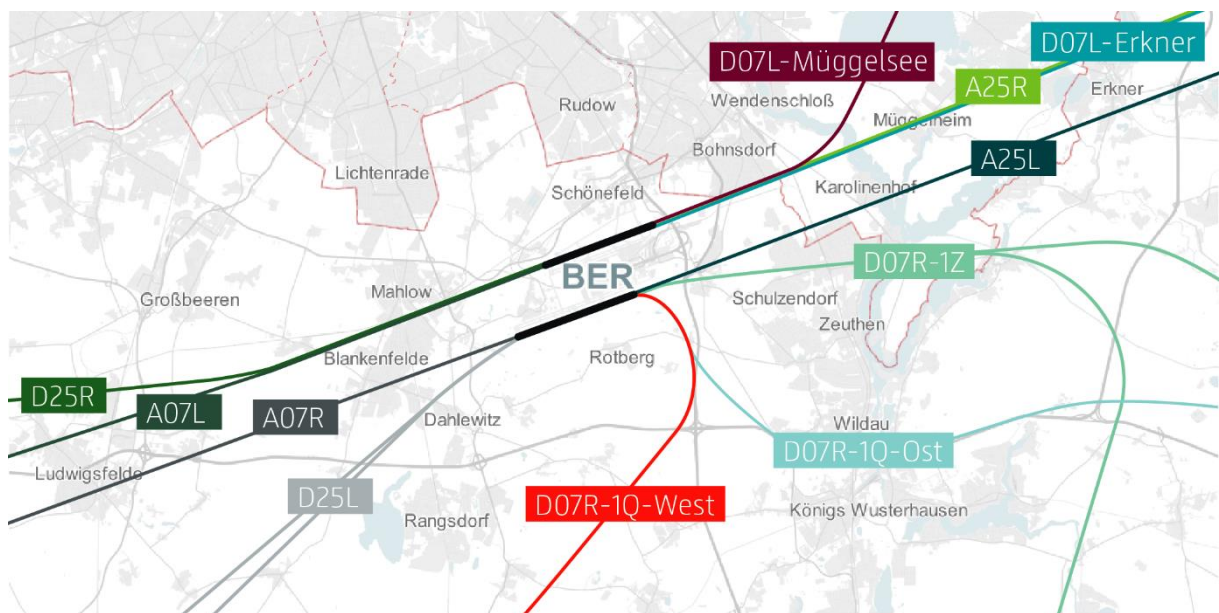 D07L-Müggelsee
D07L-Erkner
A25R
Wendenschloß
Erkner
Rudow
Müggelheim
Bohnsdorf
A25L
Lichtenrade
Karolinenhof
Schönefeld
D07R-1Z
BER
Mahlow
Großbeeren
Schulzendorf
Zeuthen
Blankenfelde
Rotberg
D25R
A07L
A07R
Dahlewitz
Wildau
D07R-1Q-Ost
Ludwigsfelde
D25L
D07R-1Q-West
Rangsdorf
Königs Wusterhausen